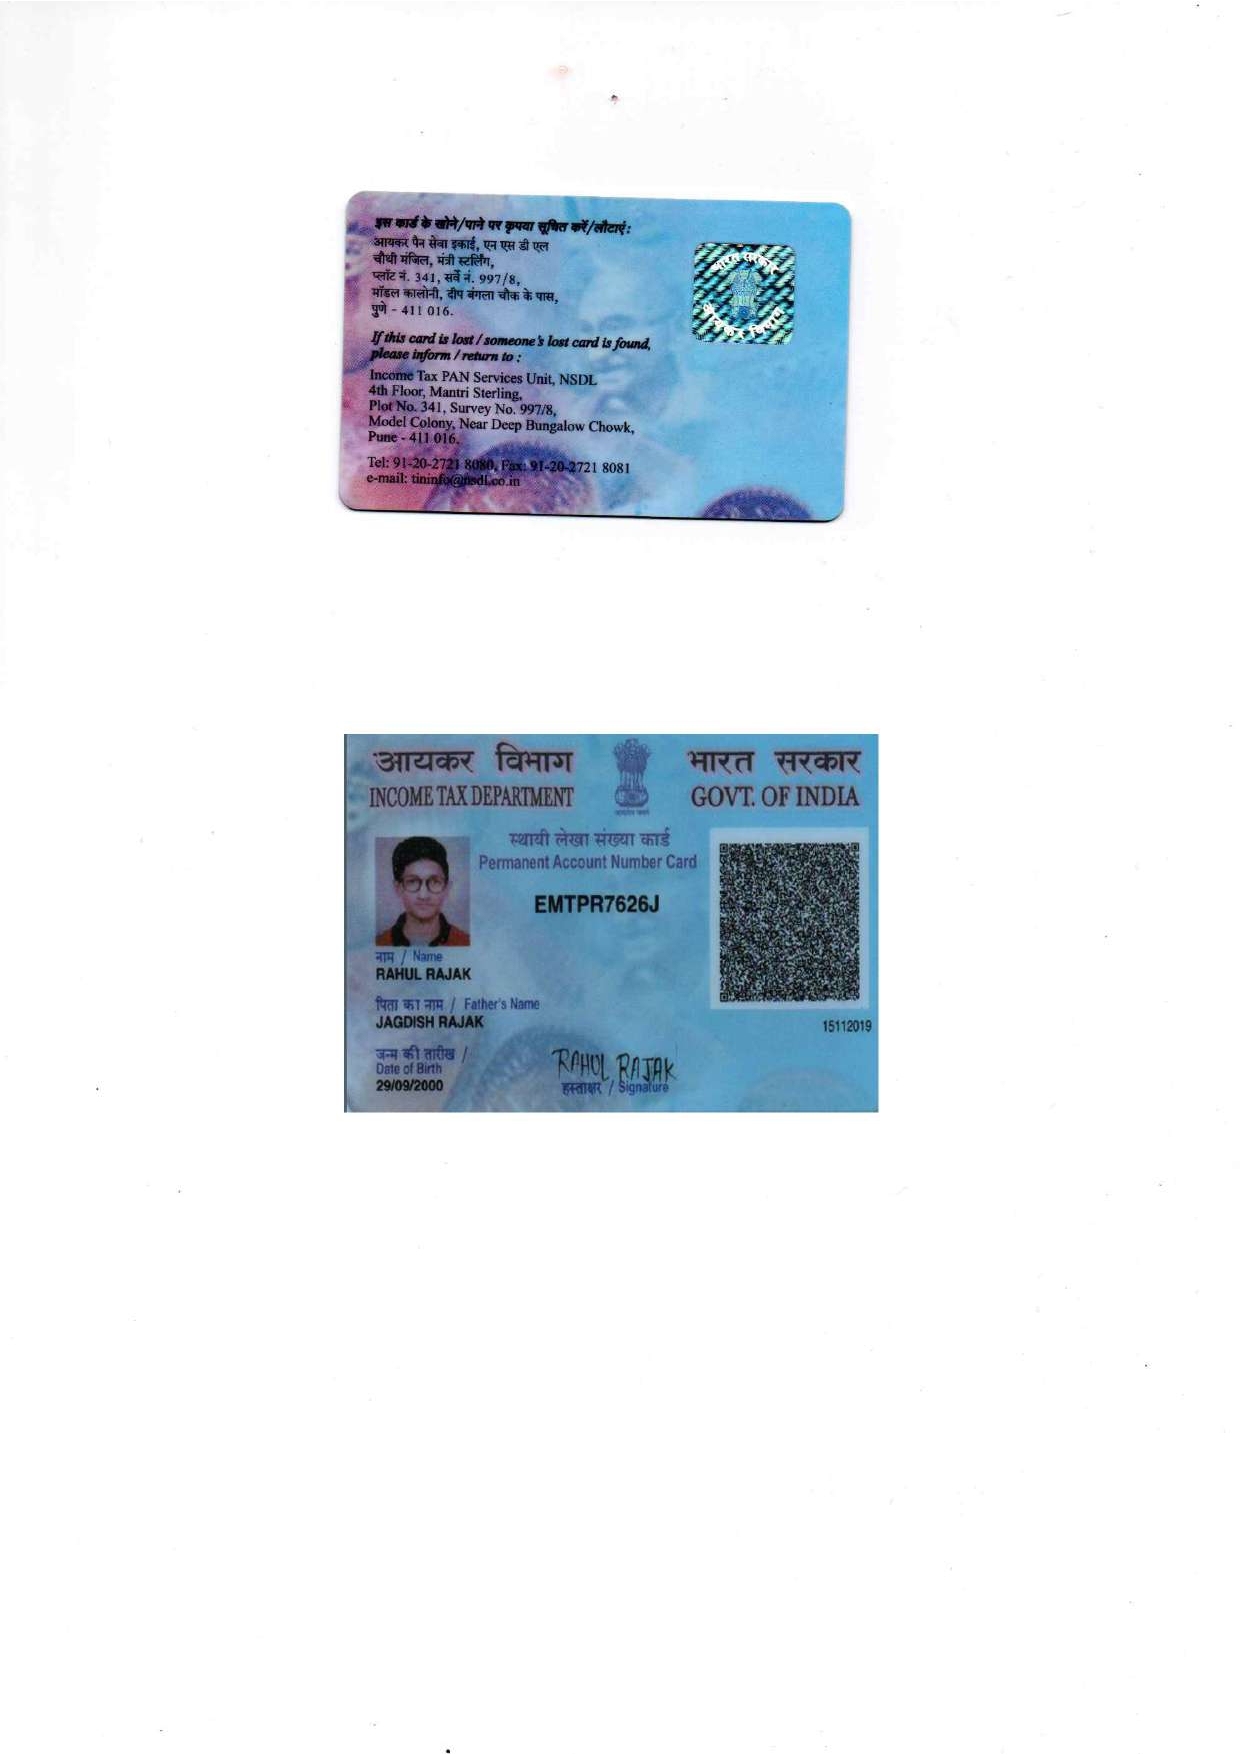 इस कार्ड के खोने/पाने पर कृपया सूचित करें/लौटाएं:
आयकर पैन सेवा इकाई, एन एस डी एल
चौथी मंजिल, मंत्री स्टर्लिंग,
प्लॉट नं. 341, सर्वे नं. 997/8,
मॉडल कालोनी, दीप बंगला चौक के पास,
पुणे - 411 016.
If this card is lost / someone's lost card is found,
please inform / return to :
Income Tax PAN Services Unit, NSDL
4th Floor, Mantri Sterling,
Plot No. 341, Survey No. 997/8,
Model Colony, Near Deep Bungalow Chowk,
Pune - 411 016.
Tel: 91-20-2721 8080, Fax: 91-20-2721 8081
e-mail: tininfo@nsdl.co.in
भारत सरकार
आयकर विभाग
आयकर विभाग भारत सरकार
INCOME TAX DEPARTMENT GOVT. OF INDIA
स्थायी लेखा संख्या कार्ड
Permanent Account Number Card
EMTPR7626J
नाम / Name
RAHUL RAJAK
पिता का नाम / Father's Name
JAGDISH RAJAK
15112019
जन्म की तारीख /
Date of Birth
29/09/2000
RAHUL RAJAK
हस्ताक्षर / Signature